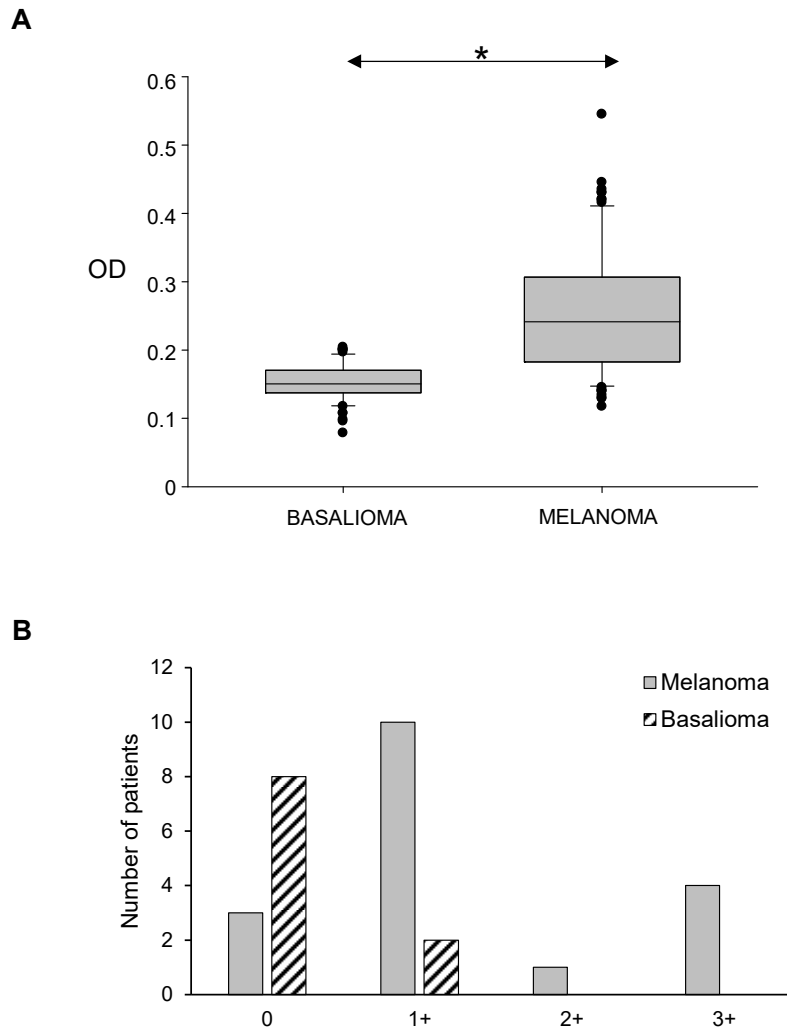 A
*
0.6
0.5
0.4
OD
0.3
0.2
0.1
0
BASALIOMA MELANOMA
B
12
10
8
6
4
2
0
Number of patients
Melanoma
Basalioma
0 1+ 2+ 3+